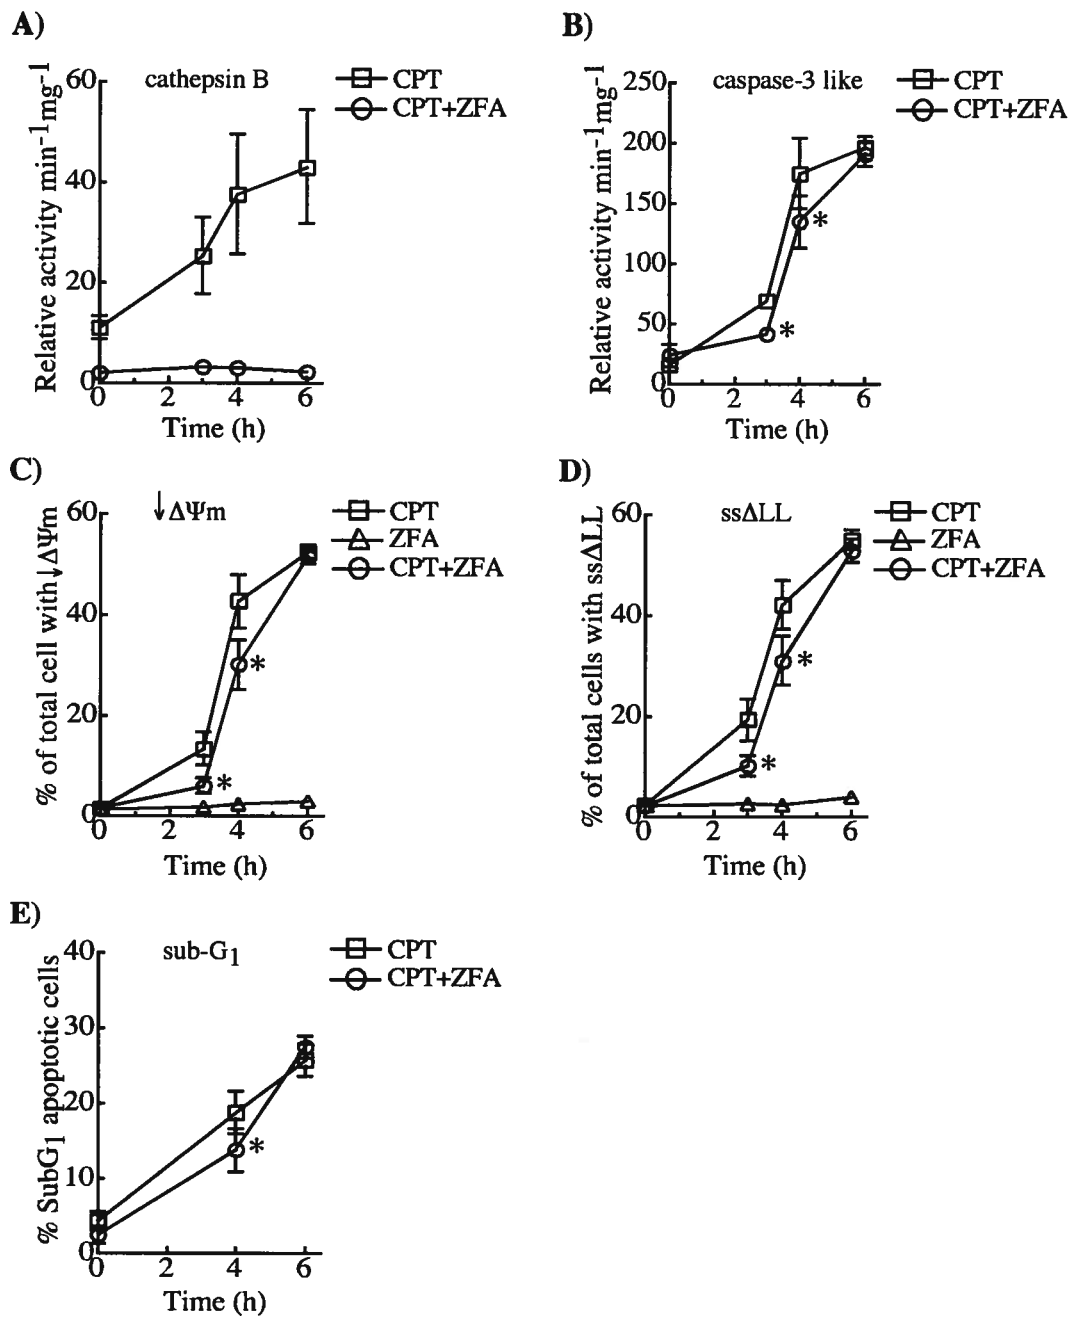 A)
cathepsin B
CPT
CPT+ZFA
Relative activity min⁻¹mg⁻¹
60
40
20
0
0 2 4 6
Time (h)
B)
caspase-3 like
CPT
CPT+ZFA
Relative activity min⁻¹mg⁻¹
250
200
150
100
50
0
0 2 4 6
Time (h)
*
*
C)
↓ΔΨm
CPT
ZFA
CPT+ZFA
% of total cell with↓ΔΨm
60
40
20
0
0 2 4 6
Time (h)
*
*
D)
ssΔLL
CPT
ZFA
CPT+ZFA
% of total cells with ssΔLL
60
40
20
0
0 2 4 6
Time (h)
*
*
E)
sub-G₁
CPT
CPT+ZFA
% SubG₁ apoptotic cells
40
30
20
10
0
0 2 4 6
Time (h)
*